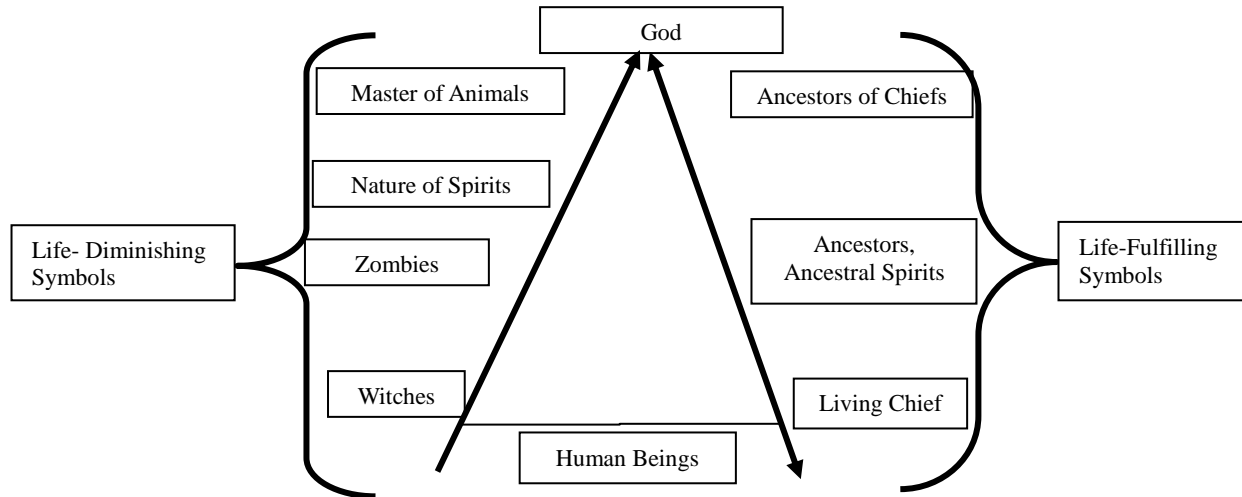 God
Master of Animals
Ancestors of Chiefs
Nature of Spirits
Life- Diminishing
Symbols
Zombies
Ancestors,
Ancestral Spirits
Life-Fulfilling
Symbols
Witches
Living Chief
Human Beings